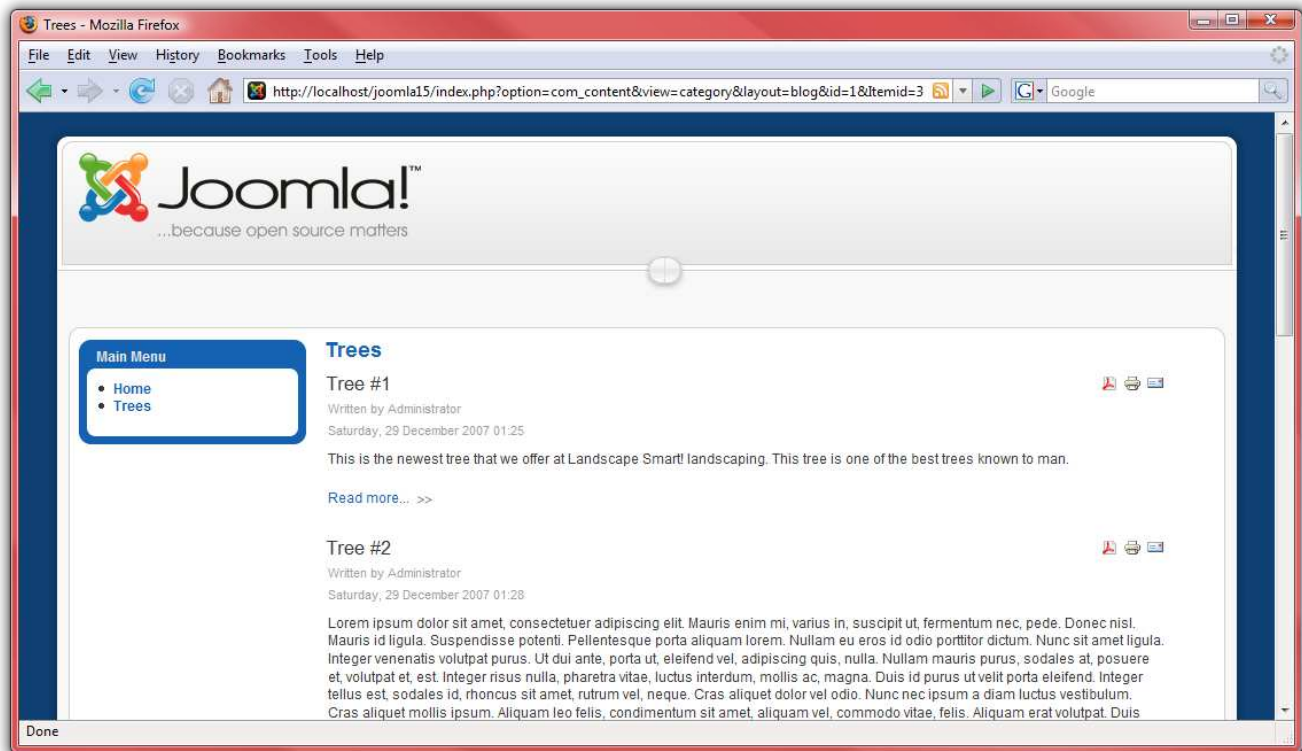 Trees - Mozilla Firefox
File Edit View History Bookmarks Tools Help
http://localhost/joomla15/index.php?option=com_content&view=category&layout=blog&id=1&Itemid=3 G Google
Joomla!™
...because open source matters
Main Menu
Home
Trees
Trees
Tree #1
Written by Administrator
Saturday, 29 December 2007 01:25
This is the newest tree that we offer at Landscape Smart! landscaping. This tree is one of the best trees known to man.
Read more... >>
Tree #2
Written by Administrator
Saturday, 29 December 2007 01:28
Lorem ipsum dolor sit amet, consectetuer adipiscing elit. Mauris enim mi, varius in, suscipit ut, fermentum nec, pede. Donec nisl.
Mauris id ligula. Suspendisse potenti. Pellentesque porta aliquam lorem. Nullam eu eros id odio porttitor dictum. Nunc sit amet ligula.
Integer venenatis volutpat purus. Ut dui ante, porta ut, eleifend vel, adipiscing quis, nulla. Nullam mauris purus, sodales at, posuere
et, volutpat et, est. Integer risus nulla, pharetra vitae, luctus interdum, mollis ac, magna. Duis id purus ut velit porta eleifend. Integer
tellus est, sodales id, rhoncus sit amet, rutrum vel, neque. Cras aliquet dolor vel odio. Nunc nec ipsum a diam luctus vestibulum.
Cras aliquet mollis ipsum. Aliquam leo felis, condimentum sit amet, aliquam vel, commodo vitae, felis. Aliquam erat volutpat. Duis
Done